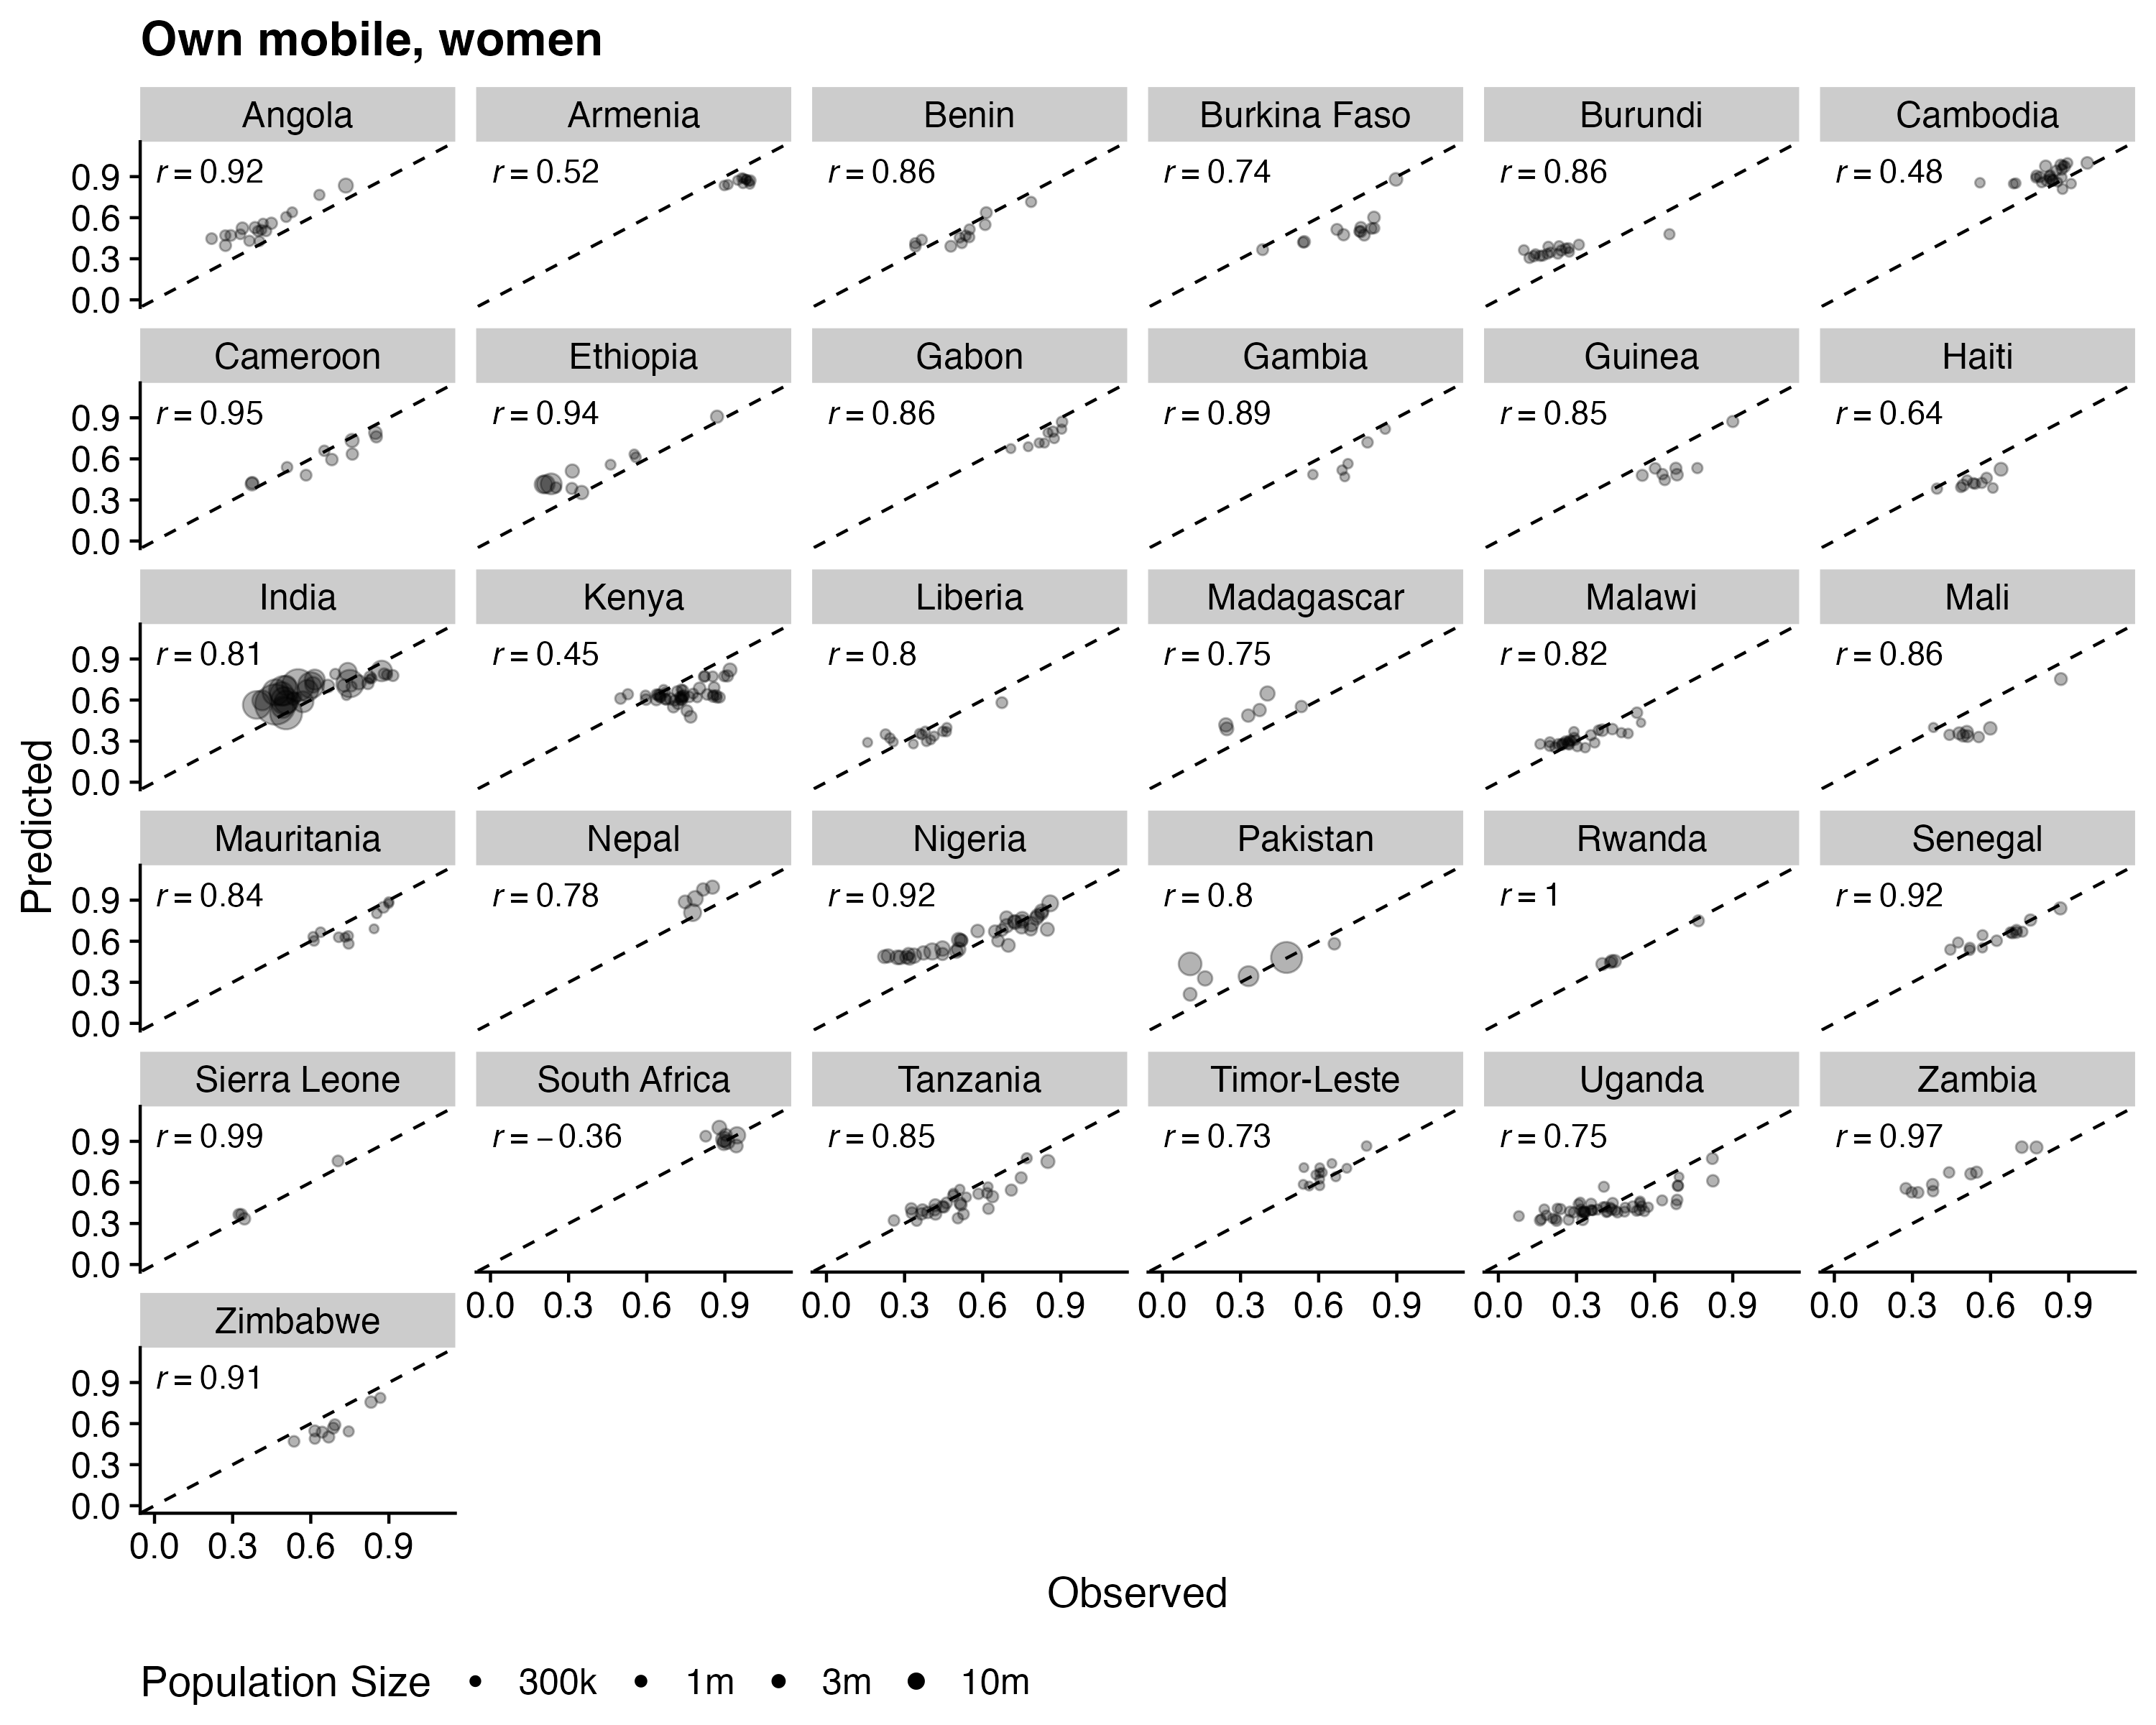 Own mobile, women
Angola Armenia Benin Burkina Faso Burundi Cambodia
r = 0.92 r = 0.52 r = 0.86 r = 0.74 r = 0.86 r = 0.48
0.9
0.6
0.3
0.0
Cameroon Ethiopia Gabon Gambia Guinea Haiti
r = 0.95 r = 0.94 r = 0.86 r = 0.89 r = 0.85 r = 0.64
0.9
0.6
0.3
0.0
India Kenya Liberia Madagascar Malawi Mali
r = 0.81 r = 0.45 r = 0.8 r = 0.75 r = 0.82 r = 0.86
0.9
0.6
0.3
0.0
Predicted
Mauritania Nepal Nigeria Pakistan Rwanda Senegal
r = 0.84 r = 0.78 r = 0.92 r = 0.8 r = 1 r = 0.92
0.9
0.6
0.3
0.0
Sierra Leone South Africa Tanzania Timor-Leste Uganda Zambia
r = 0.99 r = −0.36 r = 0.85 r = 0.73 r = 0.75 r = 0.97
0.9
0.6
0.3
0.0
0.0 0.3 0.6 0.9 0.0 0.3 0.6 0.9 0.0 0.3 0.6 0.9 0.0 0.3 0.6 0.9 0.0 0.3 0.6 0.9
Zimbabwe
r = 0.91
0.9
0.6
0.3
0.0
0.0 0.3 0.6 0.9
Observed
Population Size 300k 1m 3m 10m